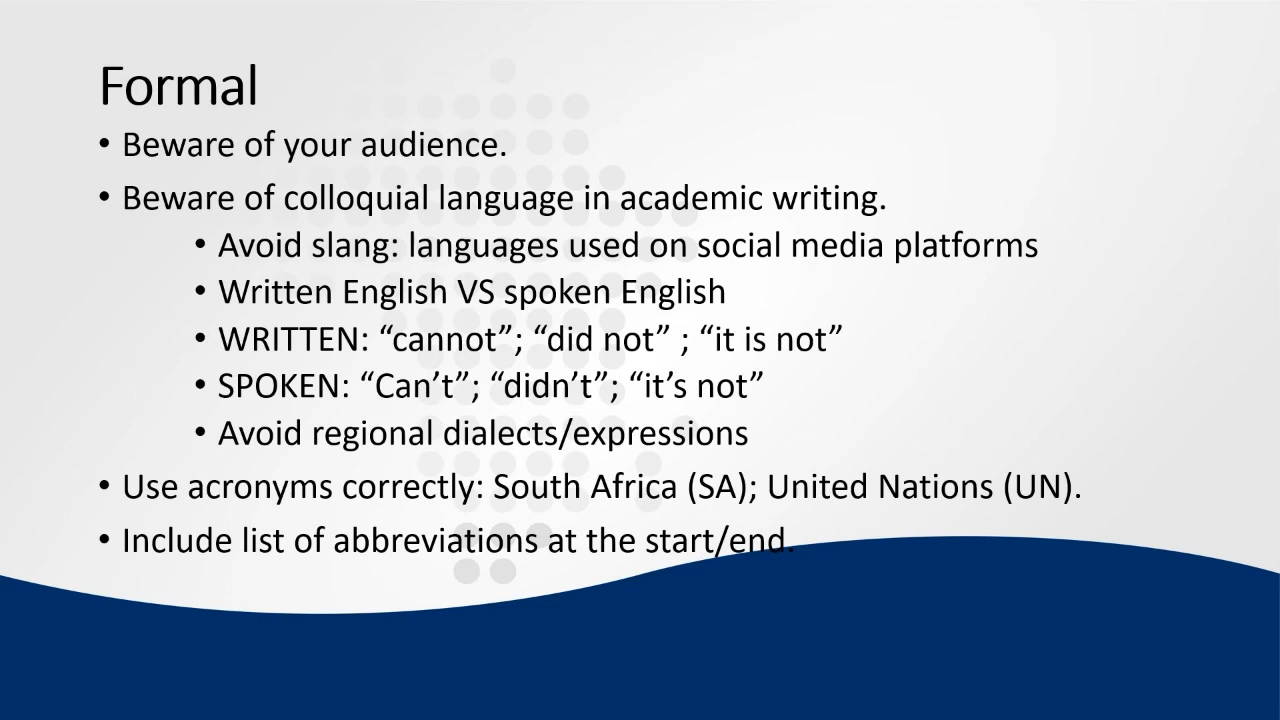 Formal
• Beware of your audience.
• Beware of colloquial language in academic writing.
• Avoid slang: languages used on social media platforms
• Written English VS spoken English
• WRITTEN: “cannot”; “did not” ; “it is not”
• SPOKEN: “Can’t”; “didn’t”; “it’s not”
• Avoid regional dialects/expressions
• Use acronyms correctly: South Africa (SA); United Nations (UN).
• Include list of abbreviations at the start/end.